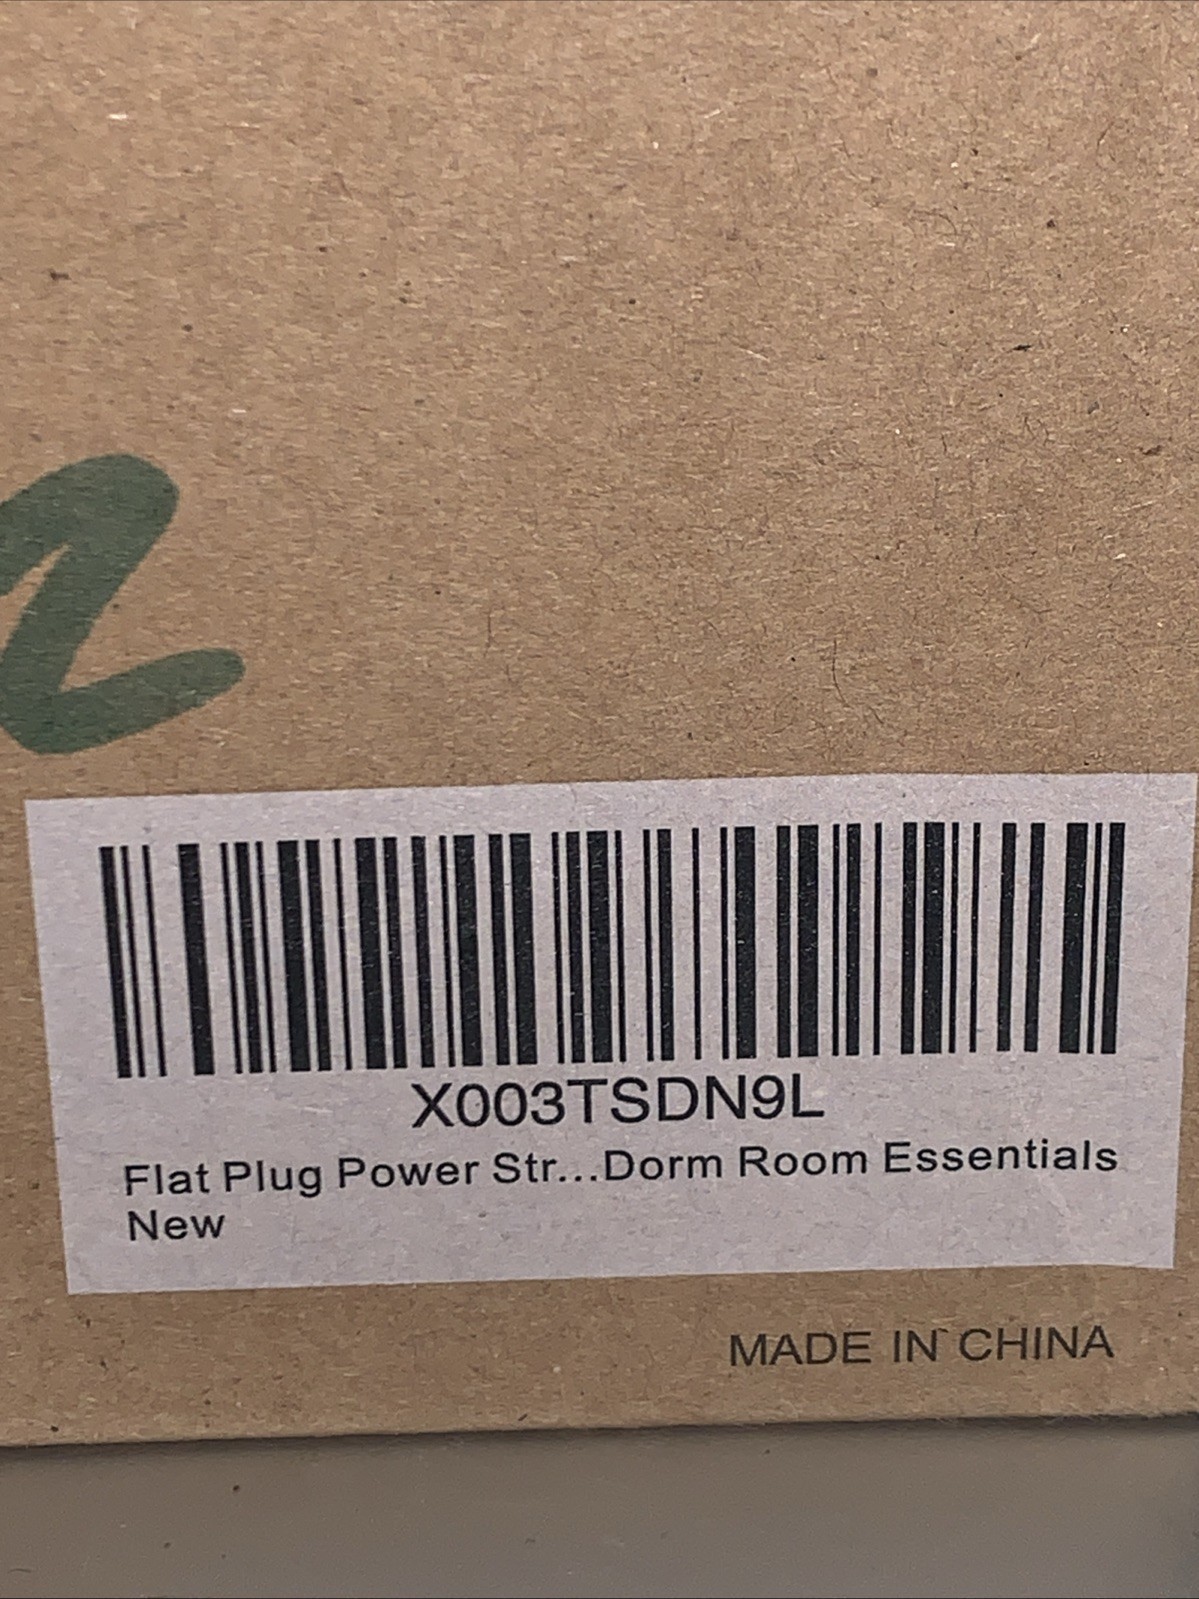 X003TSDN9L
Flat Plug Power Str...Dorm Room Essentials
New
MADE IN CHINA